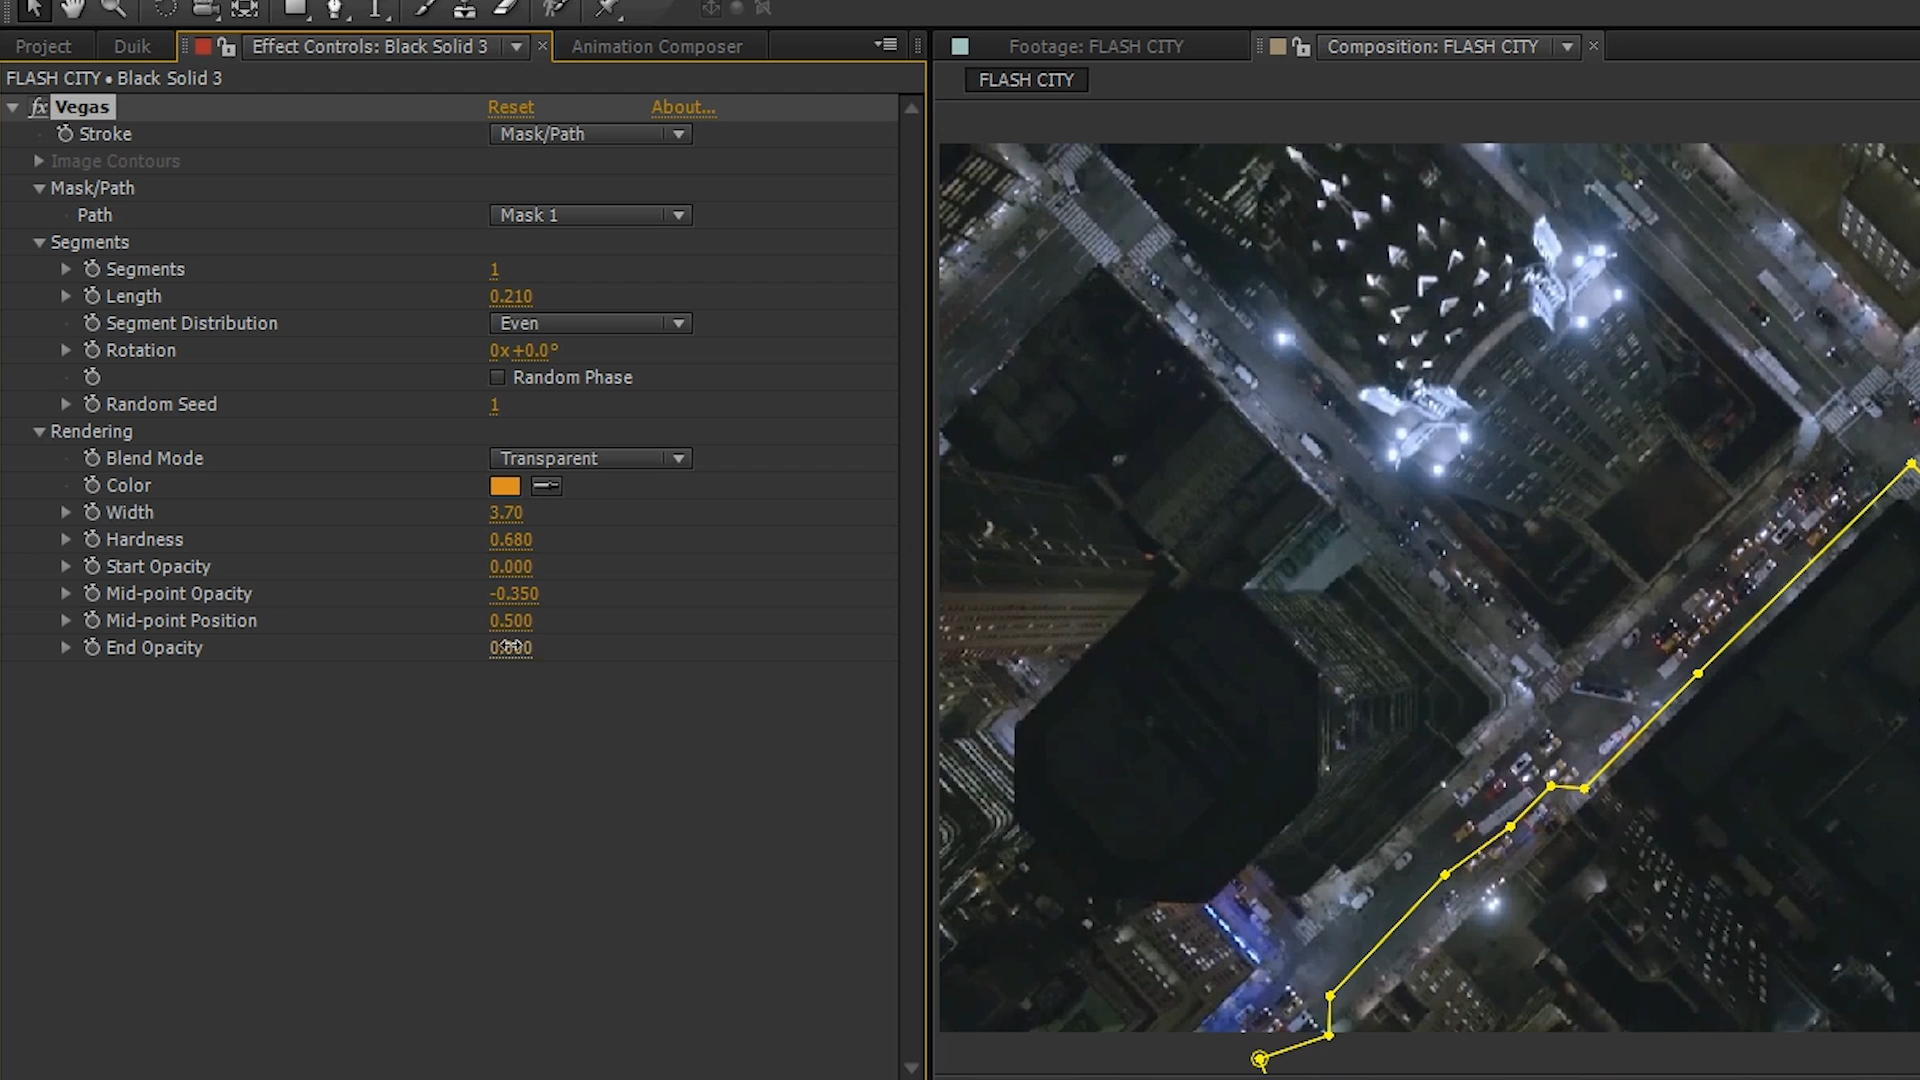 Project
Duik
Effect Controls: Black Solid 3
Animation Composer
Footage: FLASH CITY
Composition: FLASH CITY
FLASH CITY • Black Solid 3
FLASH CITY
fx Vegas Reset About...
Stroke Mask/Path
Image Contours
Mask/Path
Path Mask 1
Segments
Segments 1
Length 0.210
Segment Distribution Even
Rotation 0x+0.0°
Random Phase
Random Seed 1
Rendering
Blend Mode Transparent
Color
Width 3.70
Hardness 0.680
Start Opacity 0.000
Mid-point Opacity -0.350
Mid-point Position 0.500
End Opacity